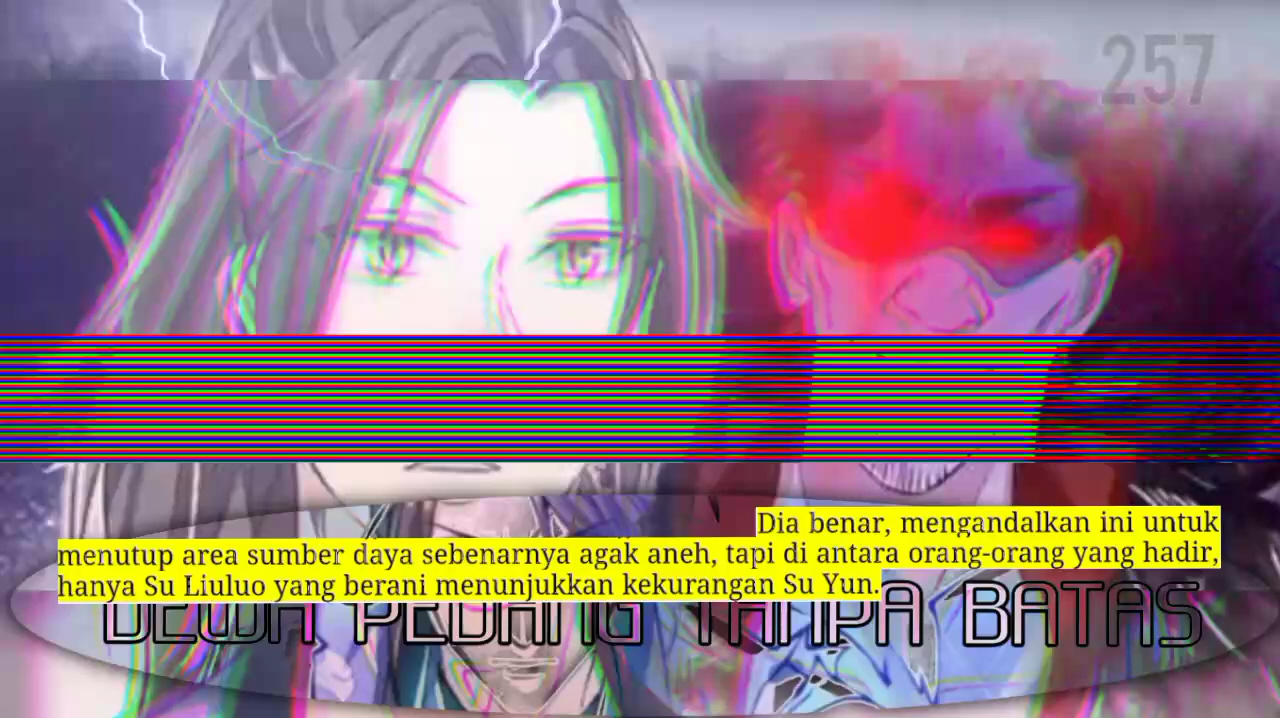 257
Dia benar, mengandalkan ini untuk
menutup area sumber daya sebenarnya agak aneh, tapi di antara orang-orang yang hadir,
hanya Su Liuluo yang berani menunjukkan kekurangan Su Yun.
DEWA PEDANG TANPA BATAS